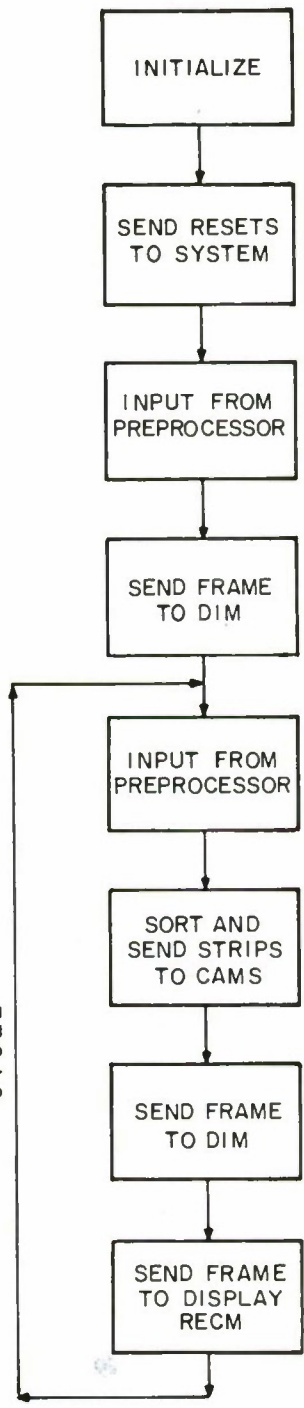 INITIALIZE
SEND RESETS
TO SYSTEM
INPUT FROM
PREPROCESSOR
SEND FRAME
TO DIM
INPUT FROM
PREPROCESSOR
SORT AND
SEND STRIPS
TO CAMS
SEND FRAME
TO DIM
SEND FRAME
TO DISPLAY
RECM